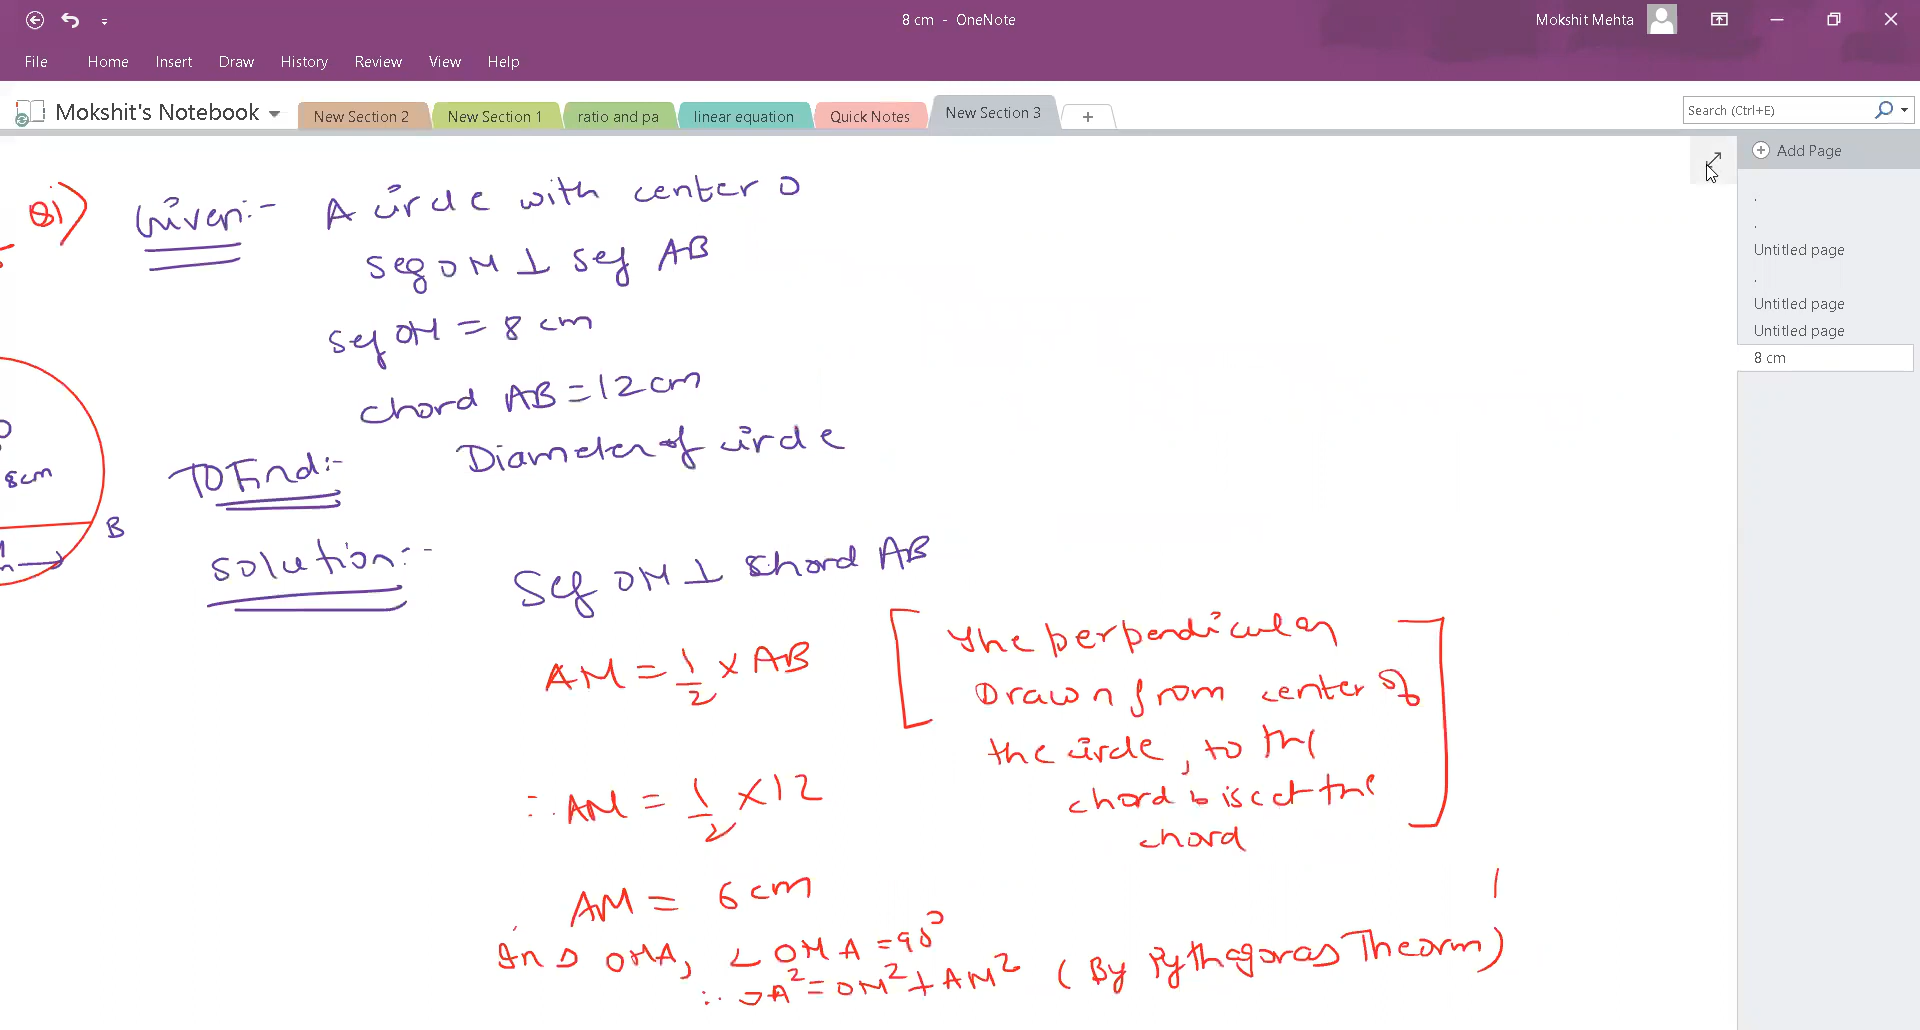 8 cm - OneNote
Mokshit Mehta
File Home Insert Draw History Review View Help
Mokshit's Notebook
New Section 2 New Section 1 ratio and pa linear equation Quick Notes New Section 3 +
Search (Ctrl+E)
Add Page
.
.
Untitled page
.
Untitled page
Untitled page
8 cm
Q1)
Given:- A circle with center O
seg OM ⊥ seg AB
seg OM = 8 cm
chord AB = 12 cm
To Find:- Diameter of circle
8cm
B
Solution:- Seg OM ⊥ chord AB
AM = 1/2 × AB
[The perpendicular
Drawn from center of
the circle, to the
chord bisect the
chord]
∴ AM = 1/2 × 12
AM = 6 cm
In Δ OMA, ∠ OMA = 90°
∴ OA² = OM² + AM² (By Pythagoras Theorm)